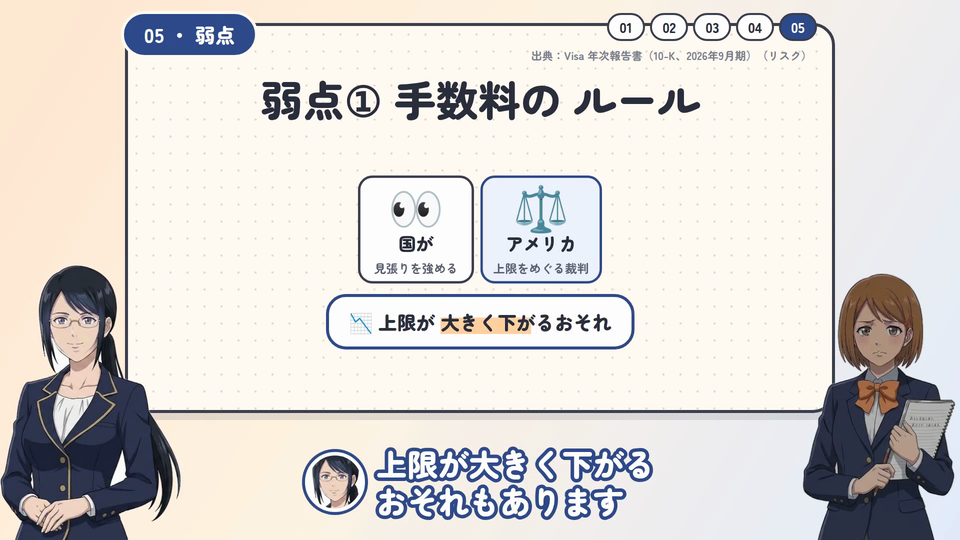 05 ・ 弱点
01 02 03 04 05
出典：Visa 年次報告書（10-K、2026年9月期）（リスク）
弱点① 手数料の ルール
国が
見張りを強める
アメリカ
上限をめぐる裁判
上限が 大きく下がるおそれ
上限が大きく下がる
おそれもあります